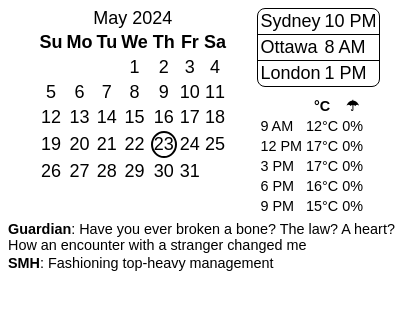 May 2024
Su Mo Tu We Th Fr Sa
1 2 3 4
5 6 7 8 9 10 11
12 13 14 15 16 17 18
19 20 21 22 23 24 25
26 27 28 29 30 31
Sydney 10 PM
Ottawa 8 AM
London 1 PM
°C ☂
9 AM 12°C 0%
12 PM 17°C 0%
3 PM 17°C 0%
6 PM 16°C 0%
9 PM 15°C 0%
Guardian: Have you ever broken a bone? The law? A heart?
How an encounter with a stranger changed me
SMH: Fashioning top-heavy management